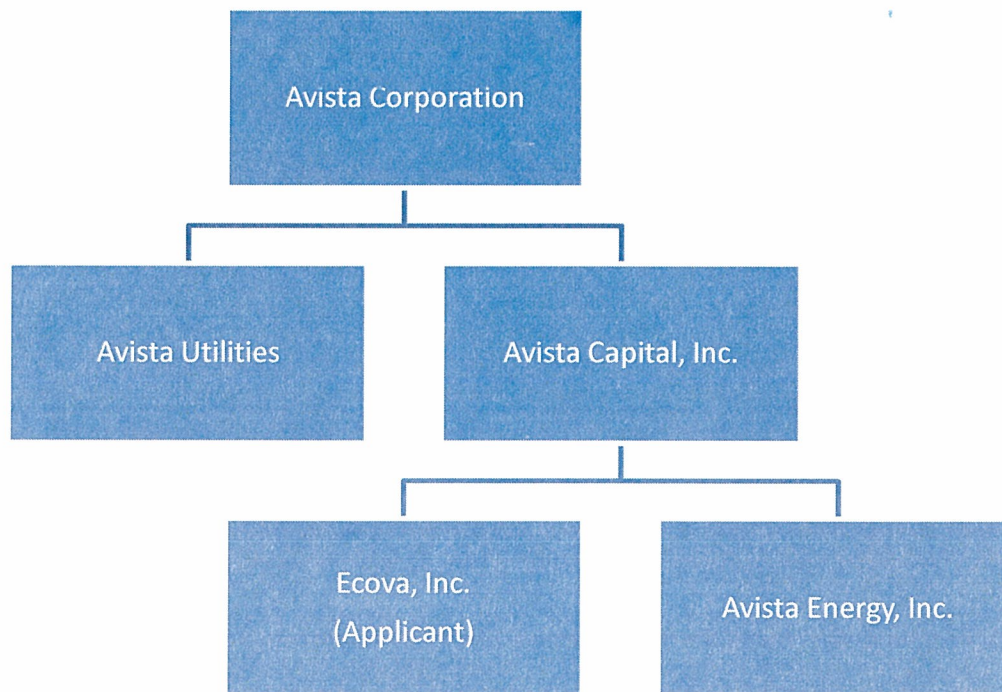 Avista Corporation
Avista Utilities
Avista Capital, Inc.
Ecova, Inc.
(Applicant)
Avista Energy, Inc.